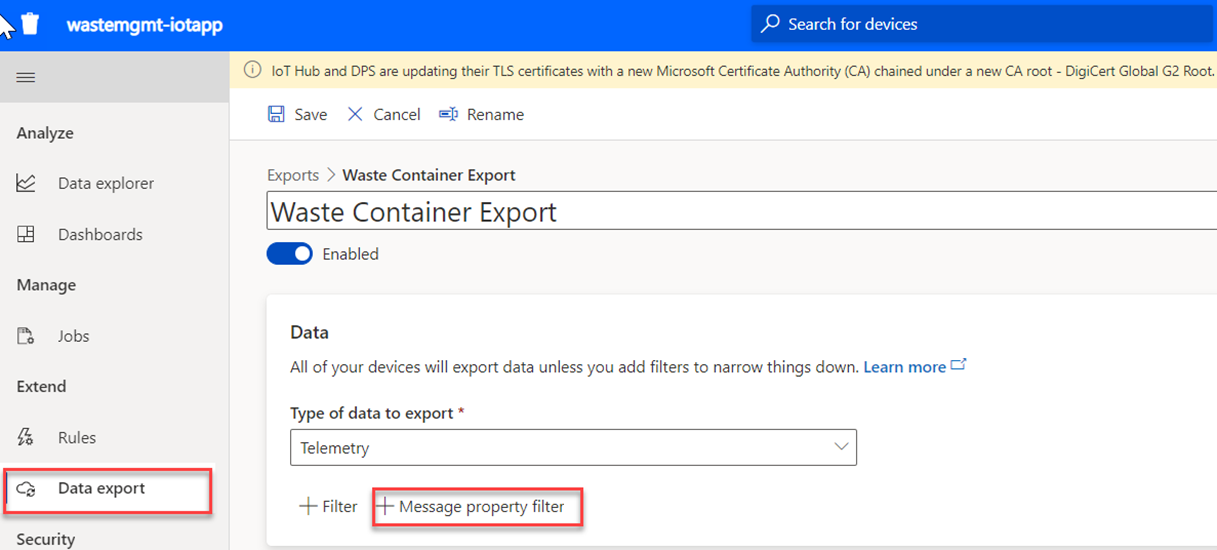 wastemgmt-iotapp
Search for devices
IoT Hub and DPS are updating their TLS certificates with a new Microsoft Certificate Authority (CA) chained under a new CA root - DigiCert Global G2 Root.
Save Cancel Rename
Analyze
Data explorer
Dashboards
Manage
Jobs
Extend
Rules
Data export
Security
Exports > Waste Container Export
Waste Container Export
Enabled
Data
All of your devices will export data unless you add filters to narrow things down. Learn more
Type of data to export *
Telemetry
+ Filter + Message property filter